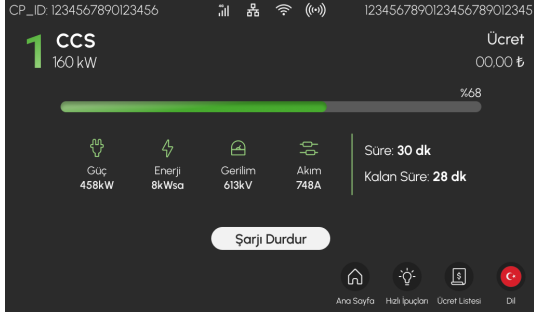 CP_ID: 1234567890123456
1234567890123456789012345
1
CCS
160 kW
Ücret
00,00 ₺
%68
Güç
458kW
Enerji
8kWsa
Gerilim
613kV
Akım
748A
Süre: 30 dk
Kalan Süre: 28 dk
Şarjı Durdur
Ana Sayfa
Hızlı İpuçları
Ücret Listesi
Dil